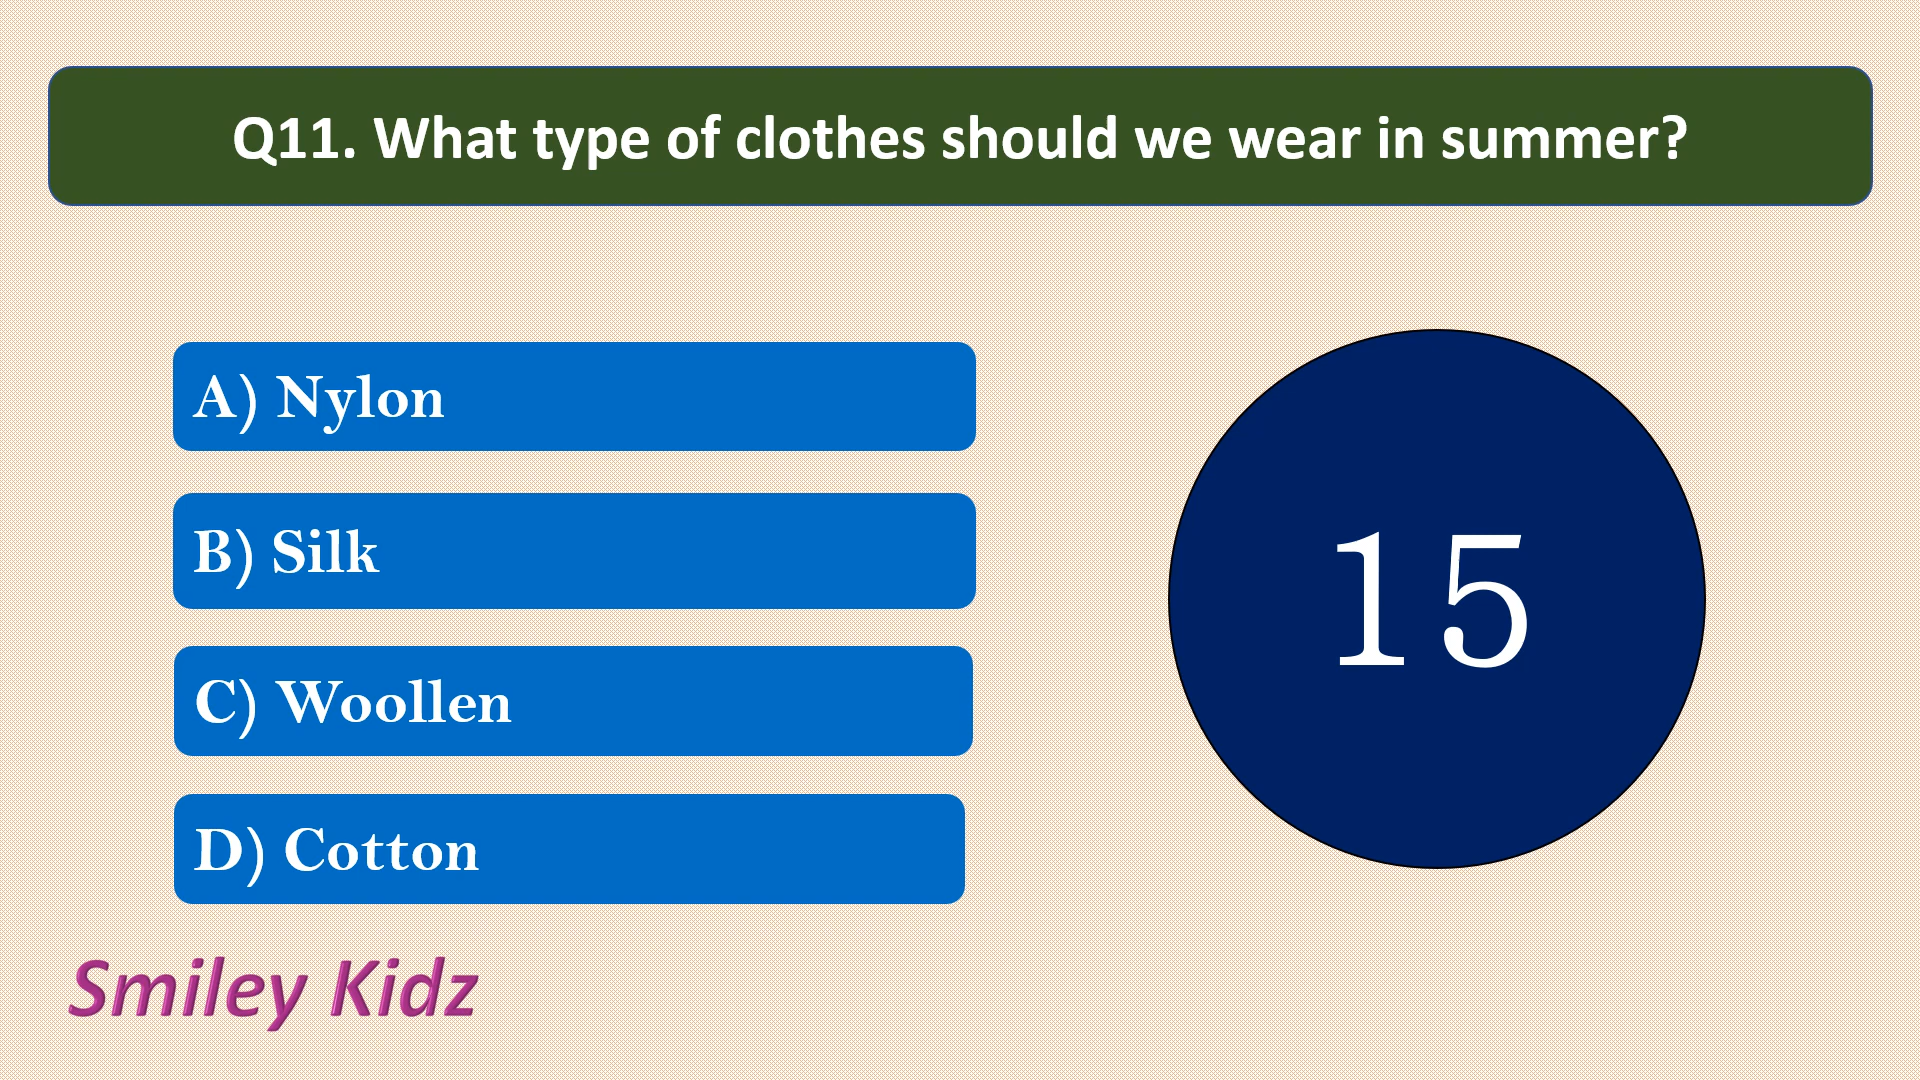 Q11. What type of clothes should we wear in summer?
A) Nylon
B) Silk
C) Woollen
D) Cotton
15
Smiley Kidz